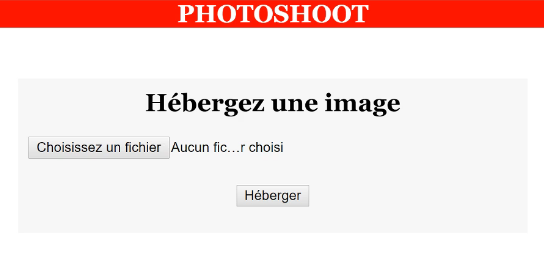 PHOTOSHOOT
Hébergez une image
Choisissez un fichier Aucun fic…r choisi
Héberger